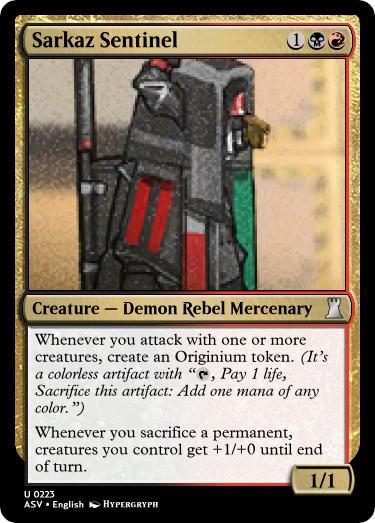 Sarkaz Sentinel 1
Creature — Demon Rebel Mercenary
Whenever you attack with one or more
creatures, create an Originium token. (It's
a colorless artifact with “, Pay 1 life,
Sacrifice this artifact: Add one mana of any
color.”)
Whenever you sacrifice a permanent,
creatures you control get +1/+0 until end
of turn.
1/1
U 0223
ASV • English HYPERGRYPH